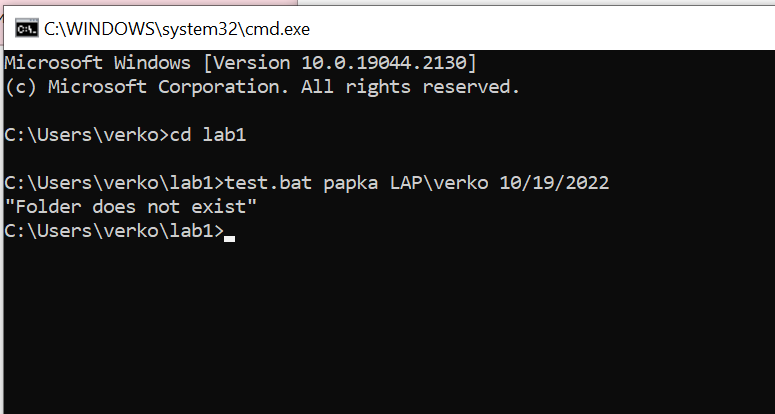 C:\WINDOWS\system32\cmd.exe
Microsoft Windows [Version 10.0.19044.2130]
(c) Microsoft Corporation. All rights reserved.
C:\Users\verko>cd lab1
C:\Users\verko\lab1>test.bat papka LAP\verko 10/19/2022
"Folder does not exist"
C:\Users\verko\lab1>